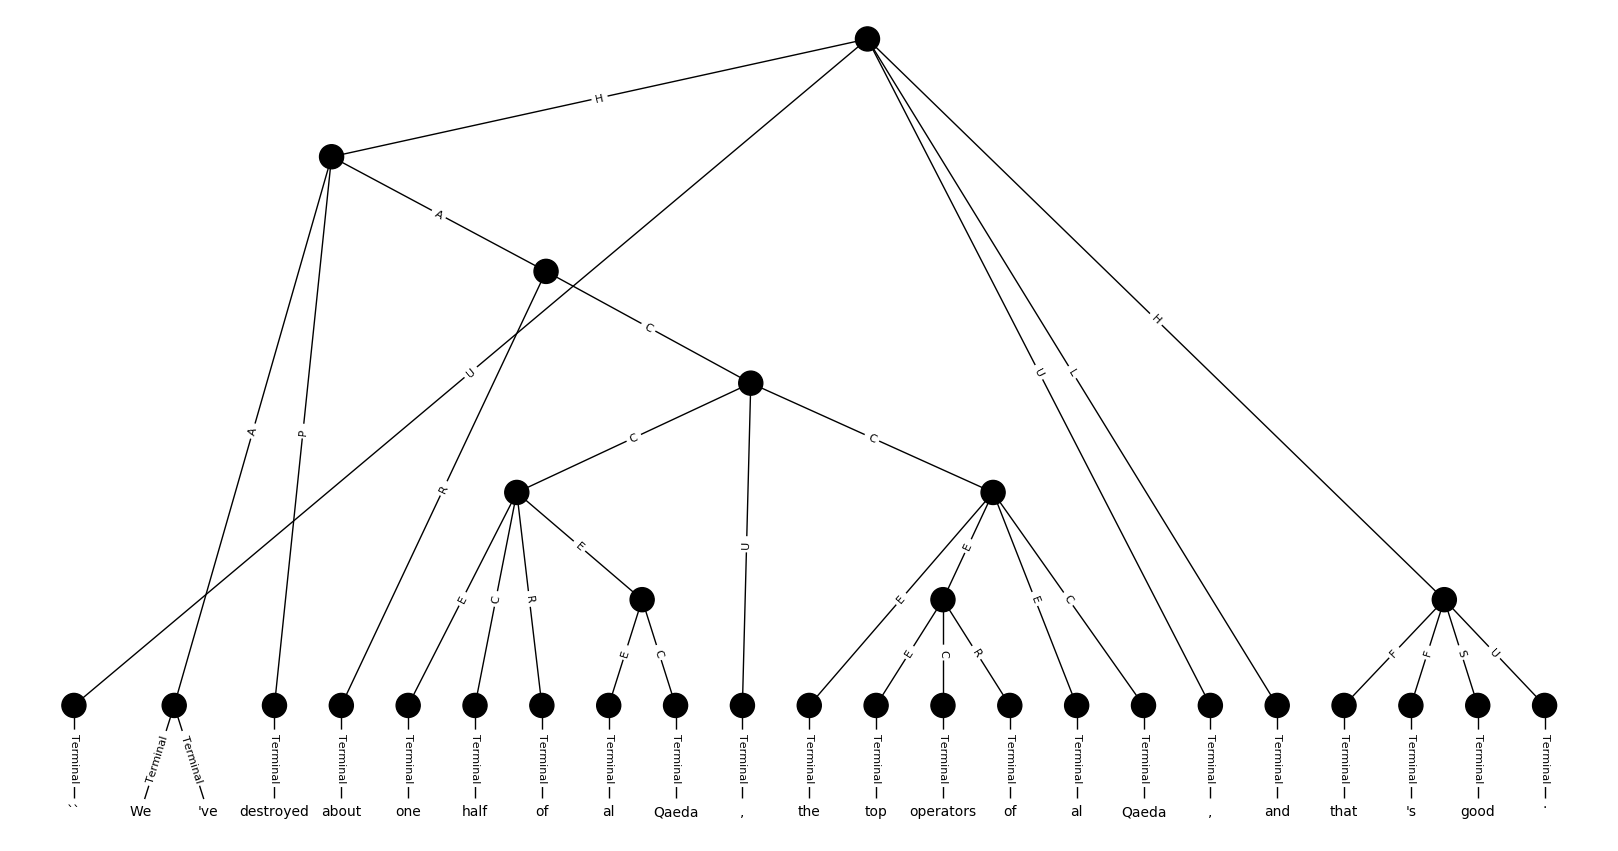 H
A
C
H
U
U
L
A
P
R
C
C
U
E
E
C
R
E
E
E
C
E
C
E
C
R
F
F
S
U
Terminal Terminal Terminal Terminal Terminal Terminal Terminal Terminal Terminal Terminal Terminal Terminal Terminal Terminal Terminal Terminal Terminal Terminal Terminal Terminal Terminal Terminal Terminal
`` We 've destroyed about one half of al Qaeda , the top operators of al Qaeda , and that 's good .